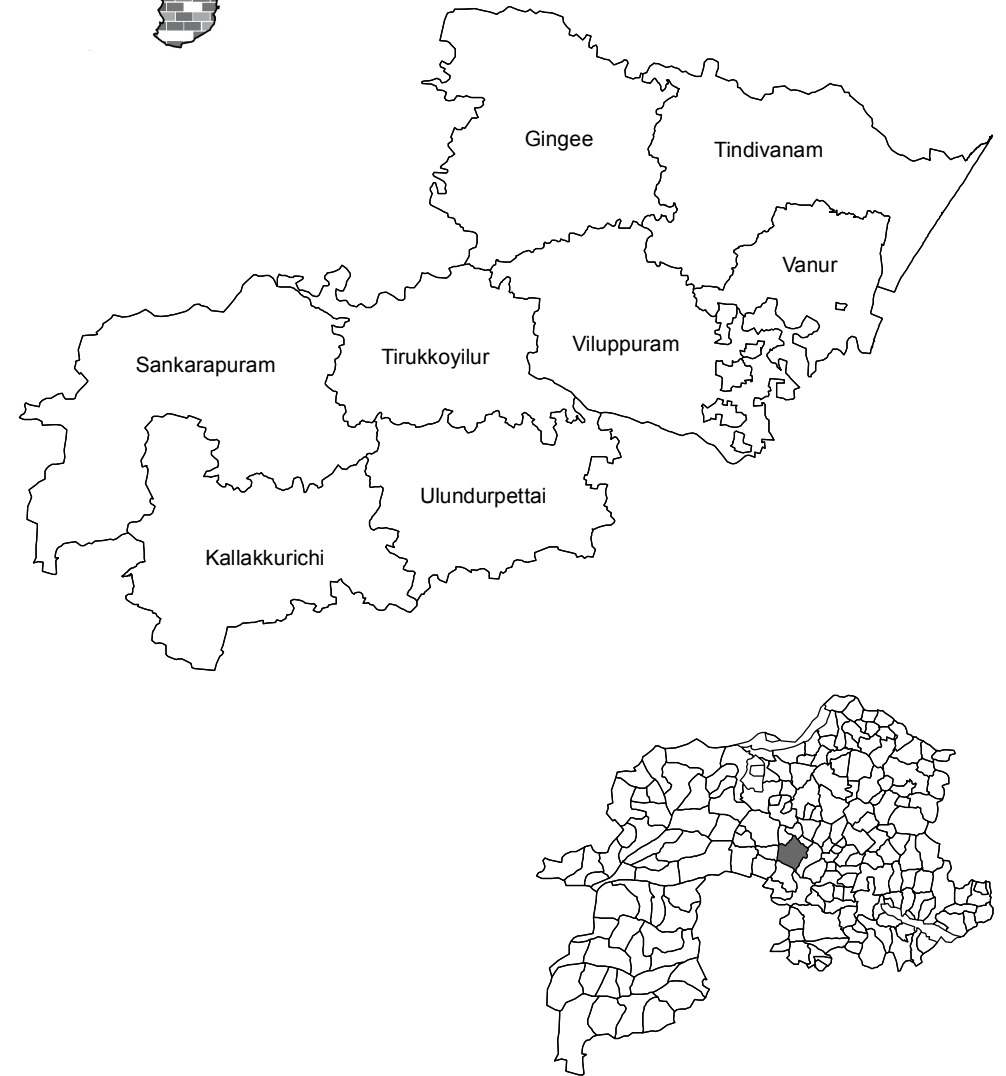 Gingee
Tindivanam
Vanur
Viluppuram
Tirukkoyilur
Sankarapuram
Ulundurpettai
Kallakkurichi